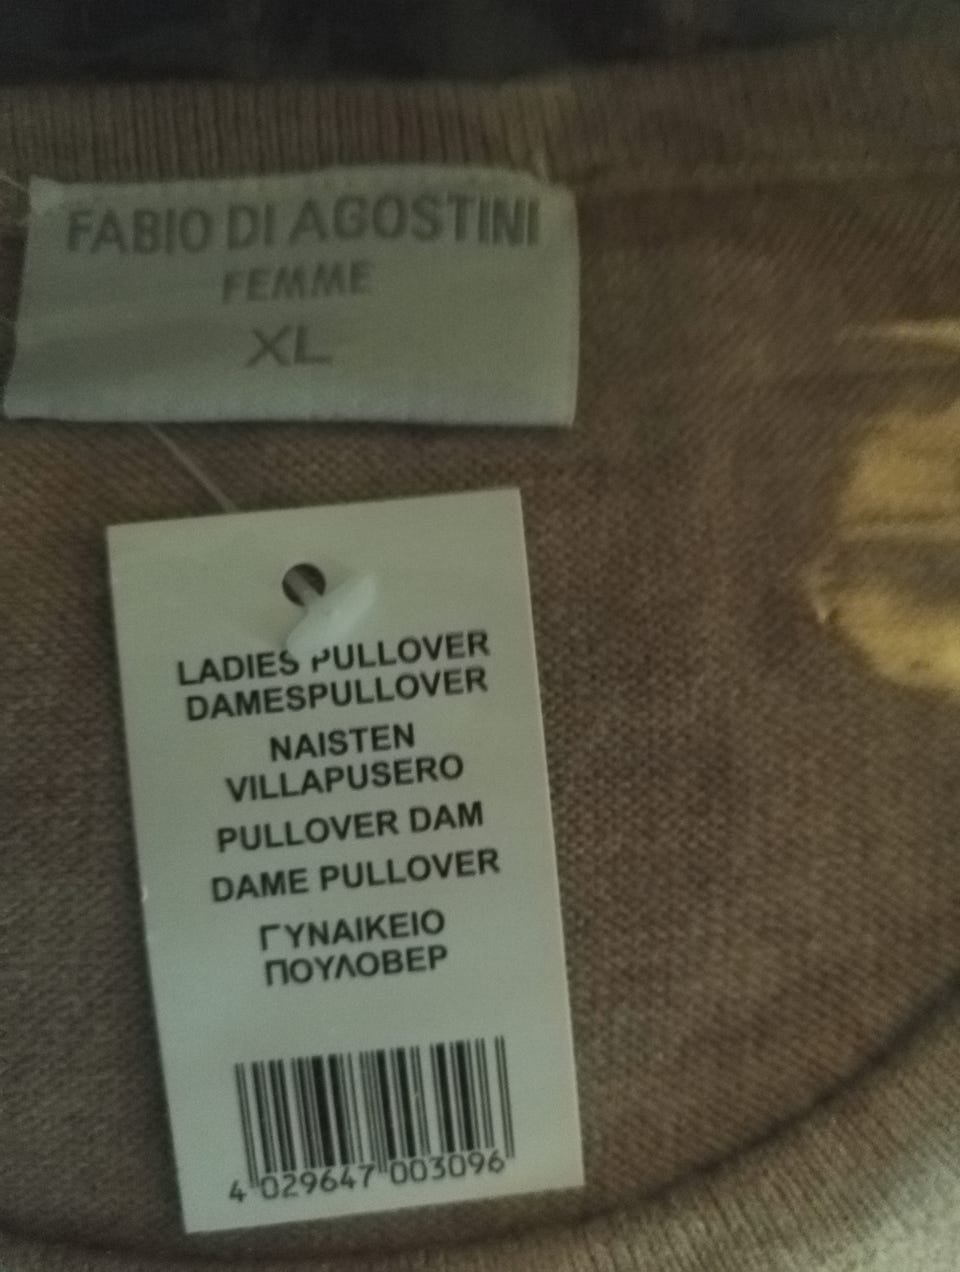 FABIO DI AGOSTINI
FEMME
XL
LADIES PULLOVER
DAMESPULLOVER
NAISTEN
VILLAPUSERO
PULLOVER DAM
DAME PULLOVER
ΓΥΝΑΙΚΕΙΟ
ΠΟΥΛΟΒΕΡ
4 029647 003096